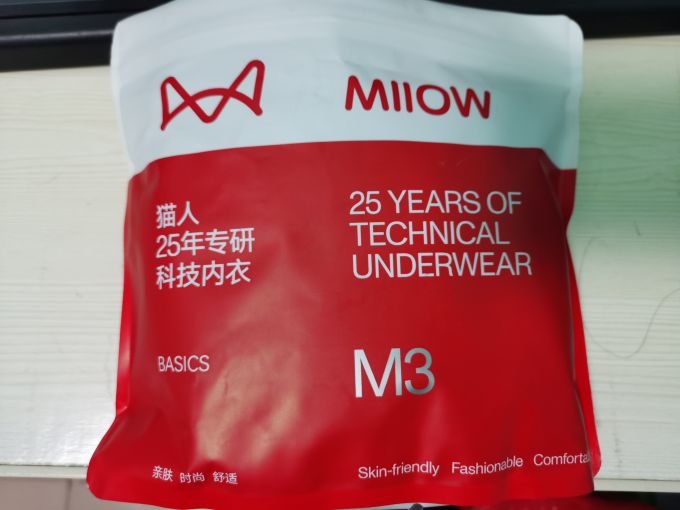 MIIOW
猫人
25年专研
科技内衣
25 YEARS OF
TECHNICAL
UNDERWEAR
BASICS
M3
亲肤 时尚 舒适
Skin-friendly Fashionable Comforta